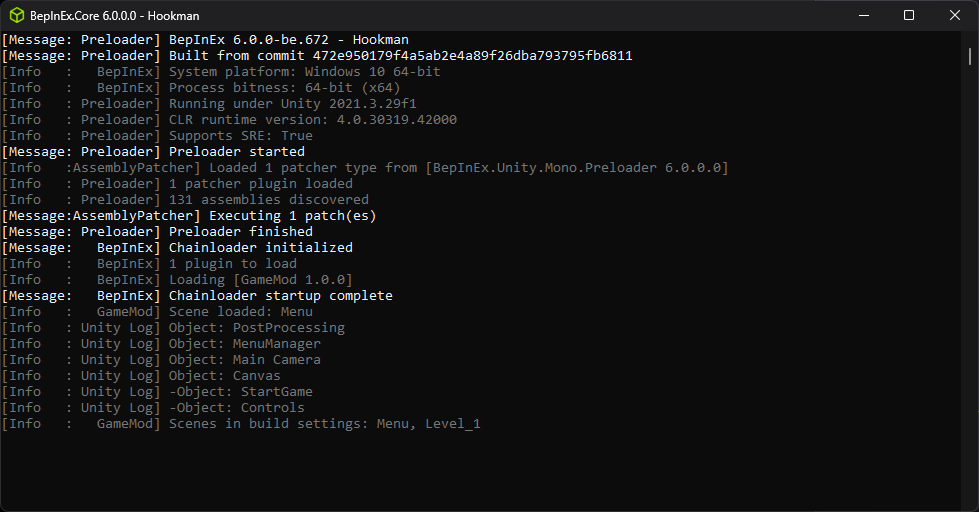 BepInEx.Core 6.0.0.0 - Hookman
[Message: Preloader] BepInEx 6.0.0-be.672 - Hookman
[Message: Preloader] Built from commit 472e950179f4a5ab2e4a89f26dba793795fb6811
[Info   :   BepInEx] System platform: Windows 10 64-bit
[Info   :   BepInEx] Process bitness: 64-bit (x64)
[Info   : Preloader] Running under Unity 2021.3.29f1
[Info   : Preloader] CLR runtime version: 4.0.30319.42000
[Info   : Preloader] Supports SRE: True
[Message: Preloader] Preloader started
[Info   :AssemblyPatcher] Loaded 1 patcher type from [BepInEx.Unity.Mono.Preloader 6.0.0.0]
[Info   : Preloader] 1 patcher plugin loaded
[Info   : Preloader] 131 assemblies discovered
[Message:AssemblyPatcher] Executing 1 patch(es)
[Message: Preloader] Preloader finished
[Message:   BepInEx] Chainloader initialized
[Info   :   BepInEx] 1 plugin to load
[Info   :   BepInEx] Loading [GameMod 1.0.0]
[Message:   BepInEx] Chainloader startup complete
[Info   :   GameMod] Scene loaded: Menu
[Info   : Unity Log] Object: PostProcessing
[Info   : Unity Log] Object: MenuManager
[Info   : Unity Log] Object: Main Camera
[Info   : Unity Log] Object: Canvas
[Info   : Unity Log] -Object: StartGame
[Info   : Unity Log] -Object: Controls
[Info   :   GameMod] Scenes in build settings: Menu, Level_1